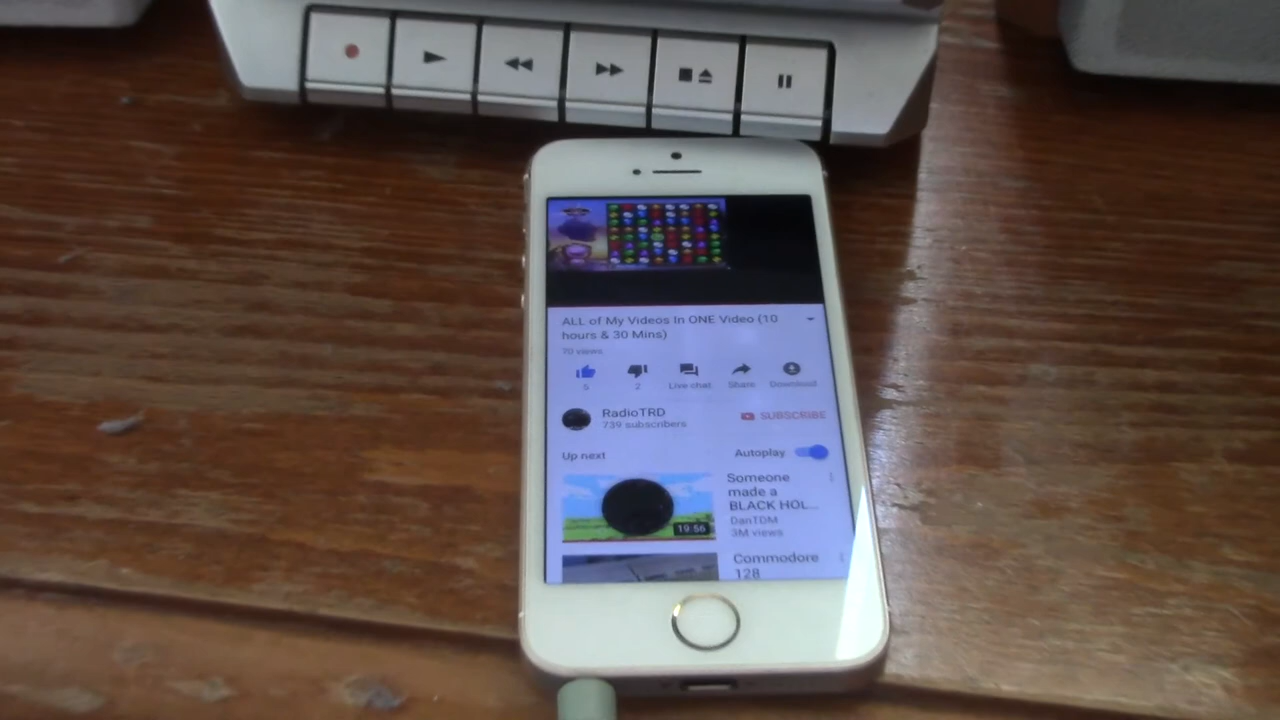 ALL of My Videos In ONE Video (10
hours & 30 Mins)
70 views
5
2
Live chat
Share
Download
RadioTRD
739 subscribers
SUBSCRIBE
Up next
Autoplay
Someone
made a
BLACK HOL...
DanTDM
3M views
19:56
Commodore
128